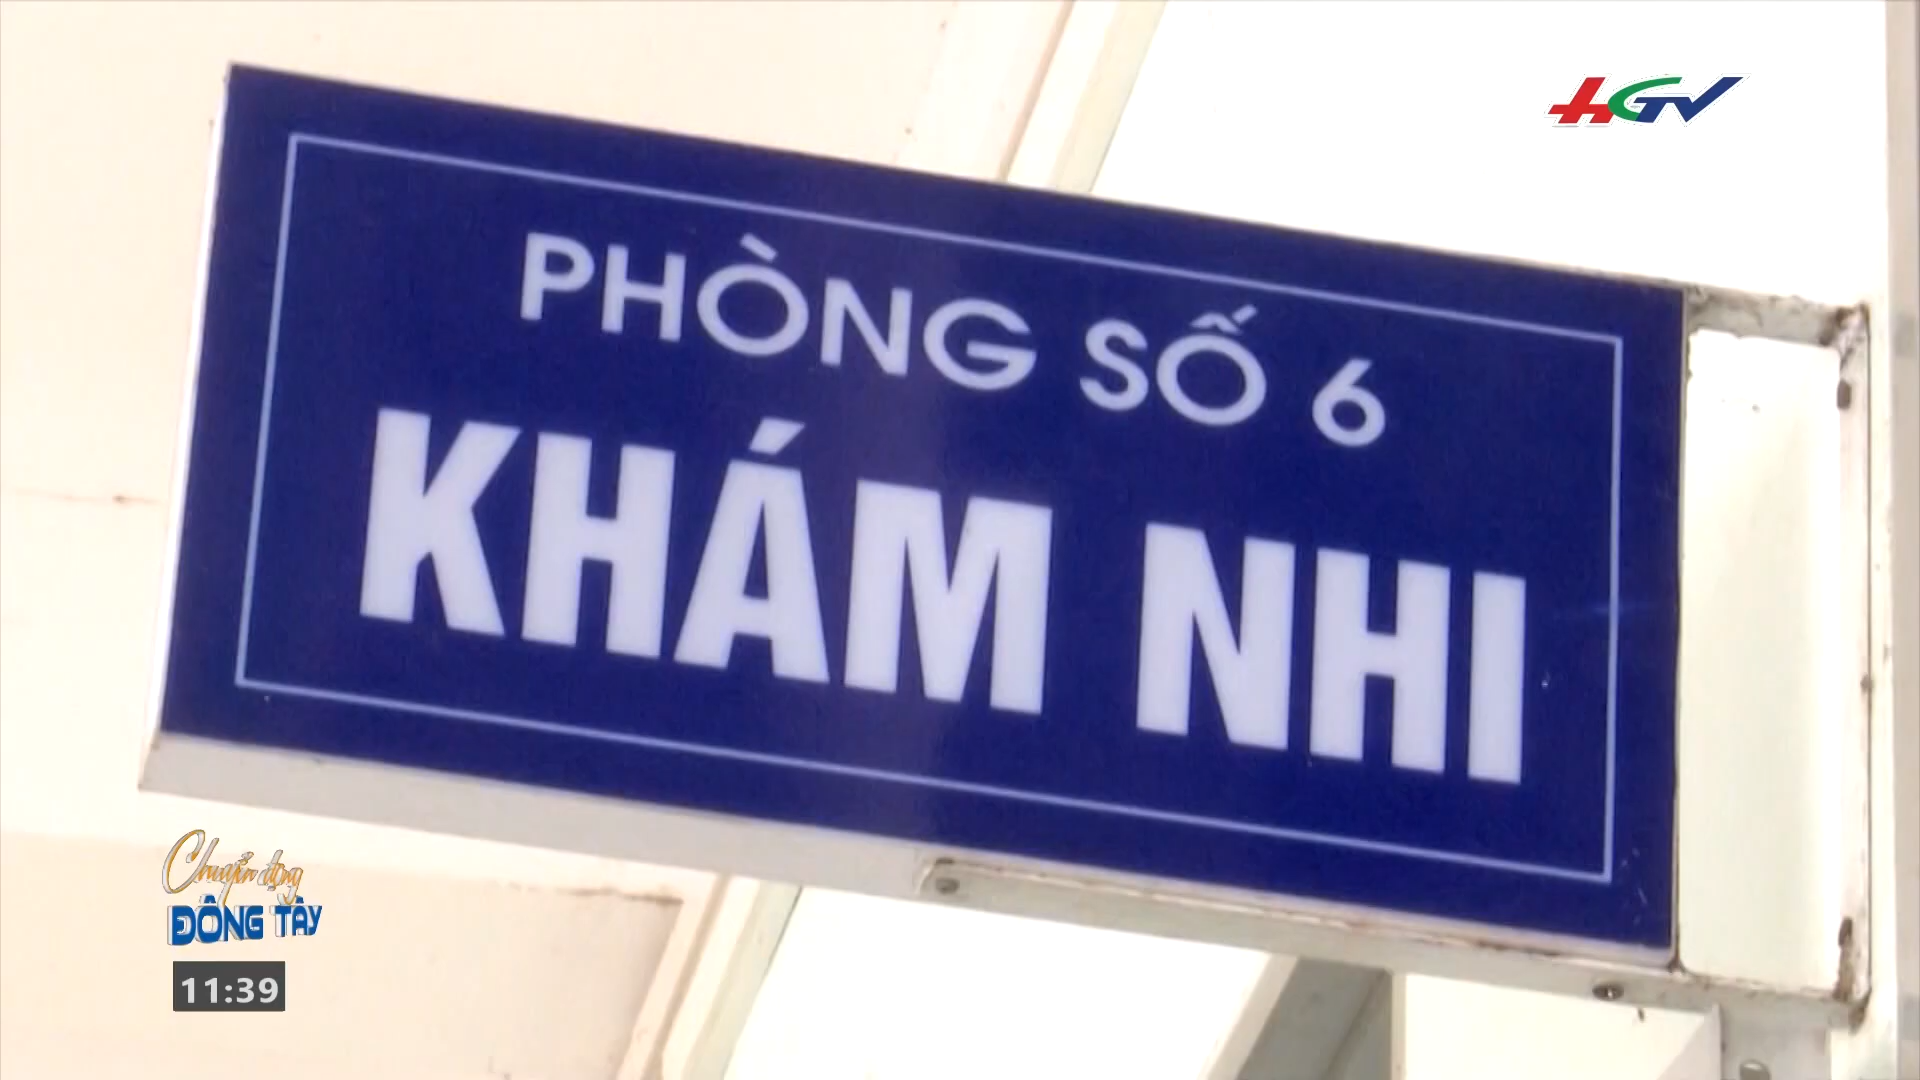 HGTV
PHÒNG SỐ 6
KHÁM NHI
Chuyển động
ĐÔNG TÂY
11:39